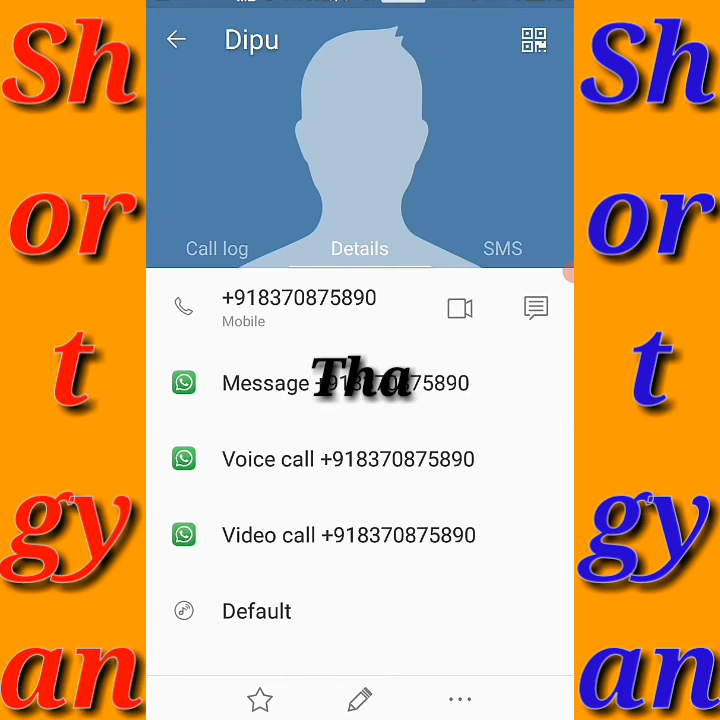 Sh
or
t
gy
an
Dipu
Call log Details SMS
+918370875890
Mobile
Message +918370875890
Tha
Voice call +918370875890
Video call +918370875890
Default
Sh
or
t
gy
an